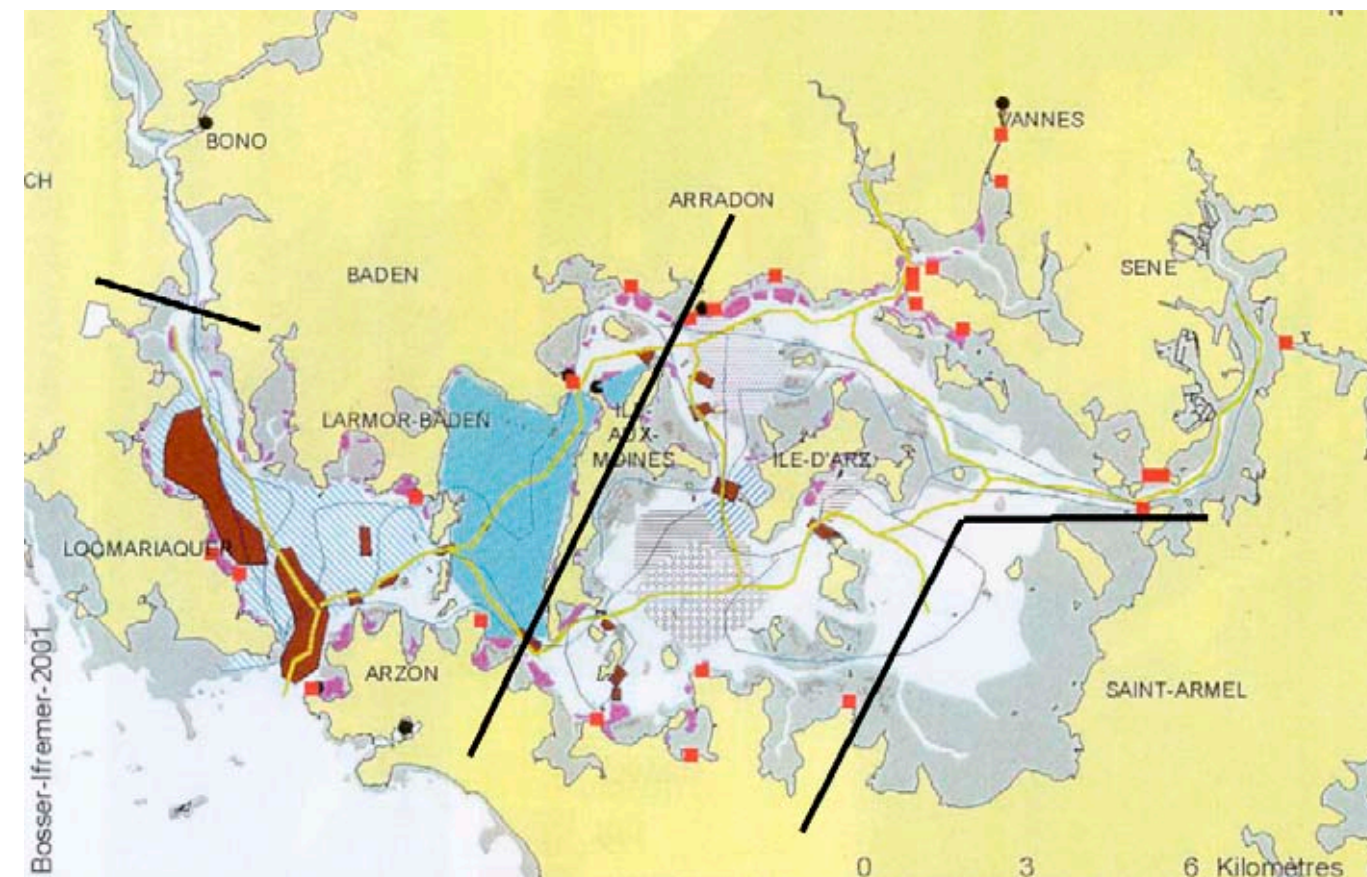 N
VANNES
BONO
CH
ARRADON
BADEN
SENE
LARMOR-BADEN
ILE
AUX-
MOINES
ILE-D'ARZ
LOCMARIAQUER
ARZON
SAINT-ARMEL
Bosser-Ifremer-2001
0 3 6 Kilomètres